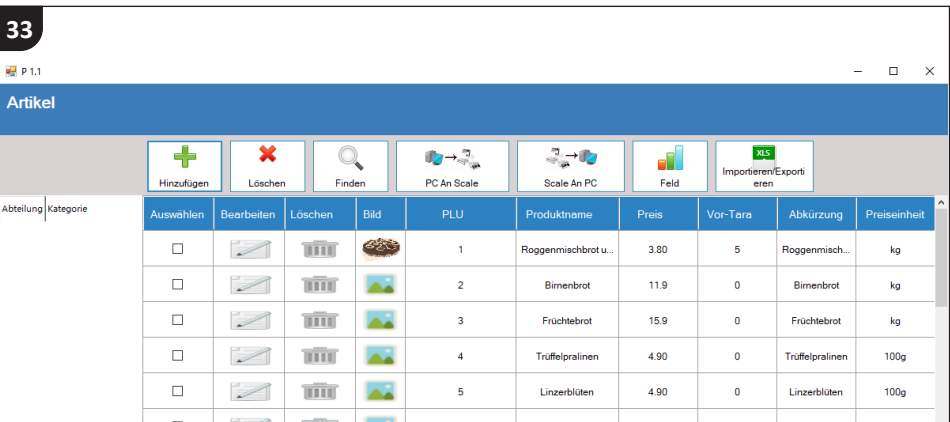 33
P 1.1
Artikel
Hinzufügen Löschen Finden PC An Scale Scale An PC Feld XLS Importieren/Exporti
eren
Abteilung Kategorie
Auswählen Bearbeiten Löschen Bild PLU Produktname Preis Vor-Tara Abkürzung Preiseinheit
1 Roggenmischbrot u... 3.80 5 Roggenmisch... kg
2 Birnenbrot 11.9 0 Birnenbrot kg
3 Früchtebrot 15.9 0 Früchtebrot kg
4 Trüffelpralinen 4.90 0 Trüffelpralinen 100g
5 Linzerblüten 4.90 0 Linzerblüten 100g